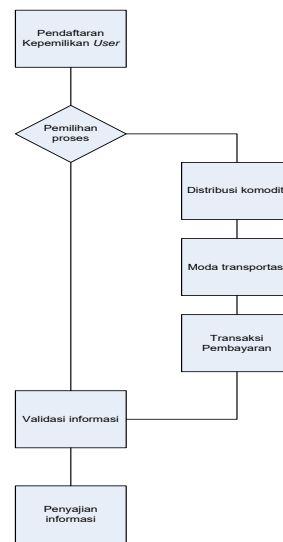 Pendaftaran
Kepemilikan User
Pemilihan
proses
Distribusi komodit
Moda transportas
Transaksi
Pembayaran
Validasi informasi
Penyajian
informasi